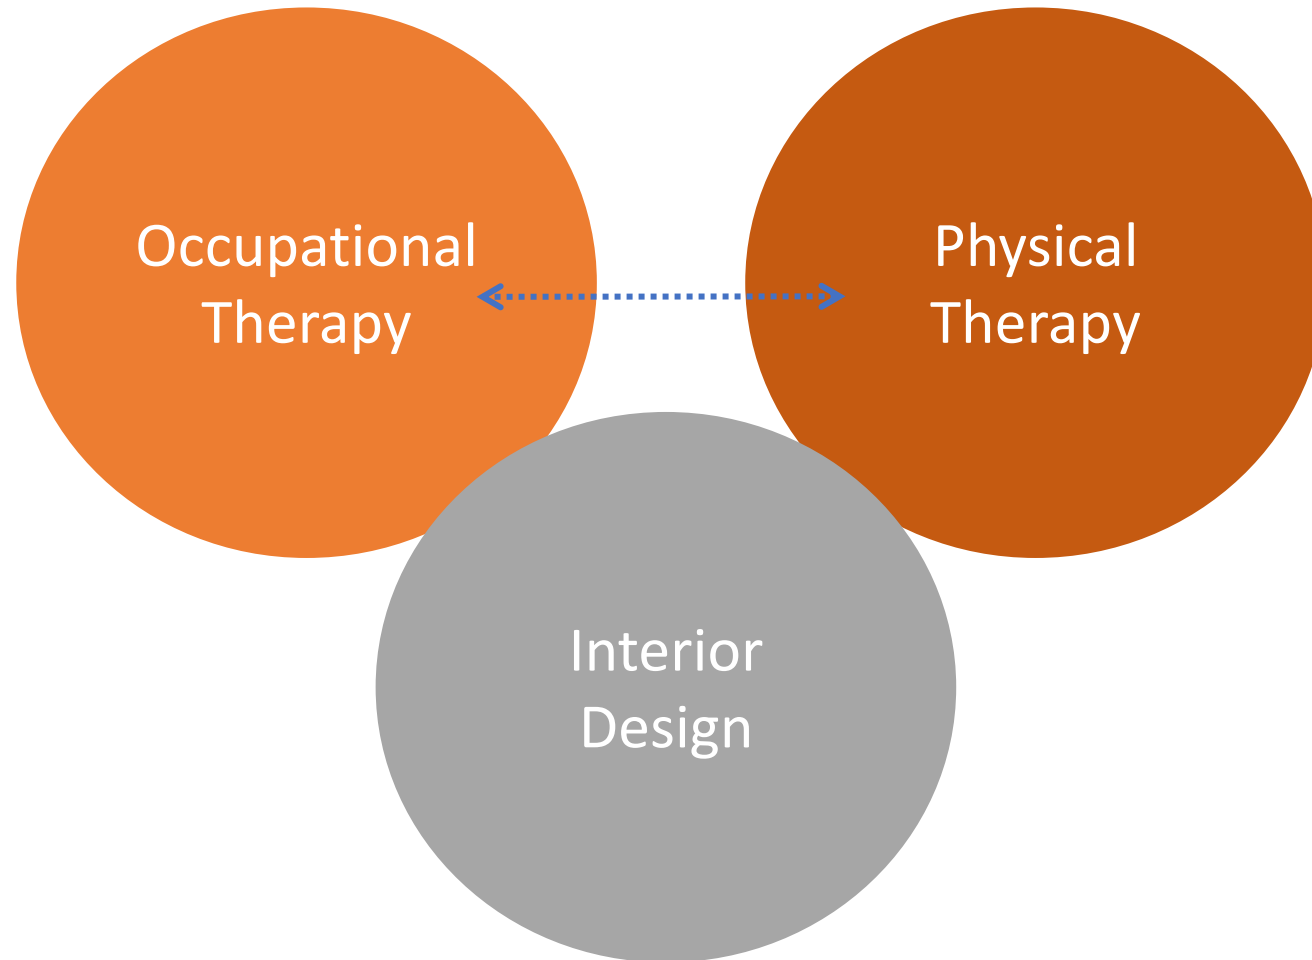 Occupational
Therapy
Physical
Therapy
Interior
Design